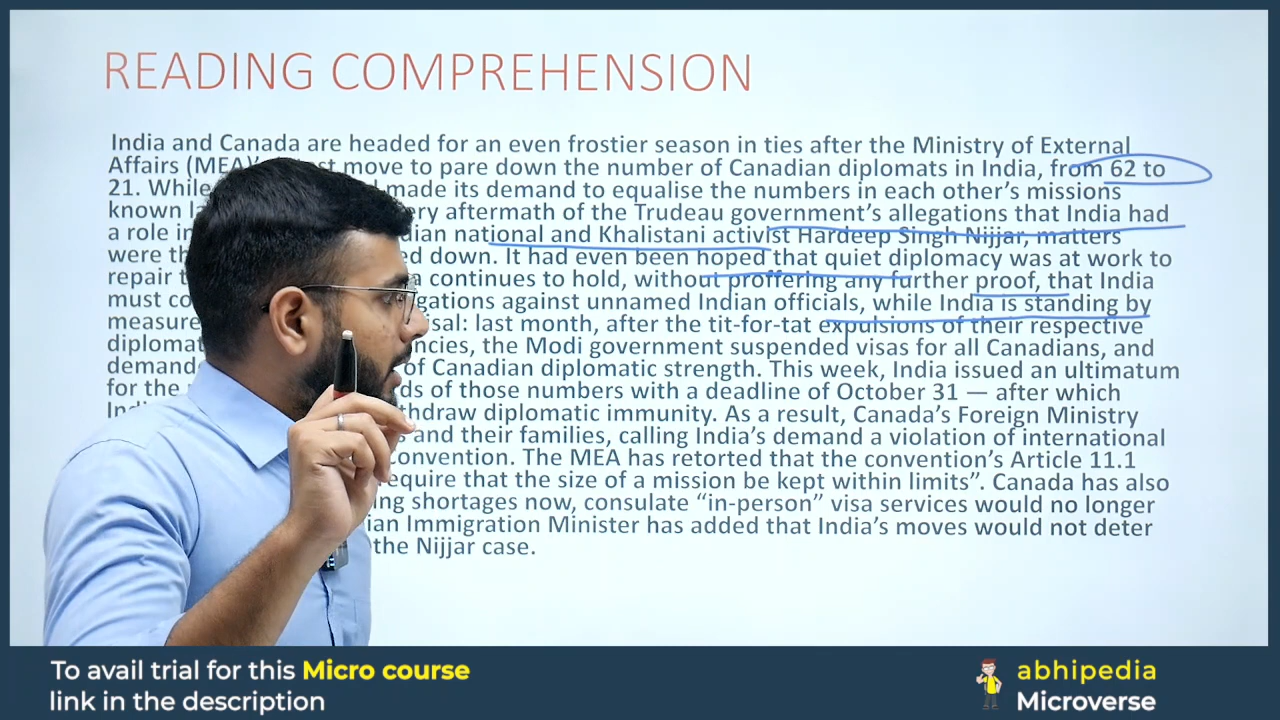 READING COMPREHENSION
India and Canada are headed for an even frostier season in ties after the Ministry of External
Affairs (MEA)' move to pare down the number of Canadian diplomats in India, from 62 to
21. While made its demand to equalise the numbers in each other's missions
known aftermath of the Trudeau government's allegations that India had
a role in national and Khalistani activist Hardeep Singh Nijjar, matters
were down. It had even been hoped that quiet diplomacy was at work to
repair continues to hold, without proffering any further proof, that India
must against unnamed Indian officials, while India is standing by
last month, after the tit-for-tat expulsions of their respective
the Modi government suspended visas for all Canadians, and
of Canadian diplomatic strength. This week, India issued an ultimatum
for the of those numbers with a deadline of October 31 — after which
diplomatic immunity. As a result, Canada's Foreign Ministry
and their families, calling India's demand a violation of international
convention. The MEA has retorted that the convention's Article 11.1
require that the size of a mission be kept within limits". Canada has also
shortages now, consulate "in-person" visa services would no longer
Immigration Minister has added that India's moves would not deter
the Nijjar case.
To avail trial for this Micro course
link in the description
abhipedia
Microverse